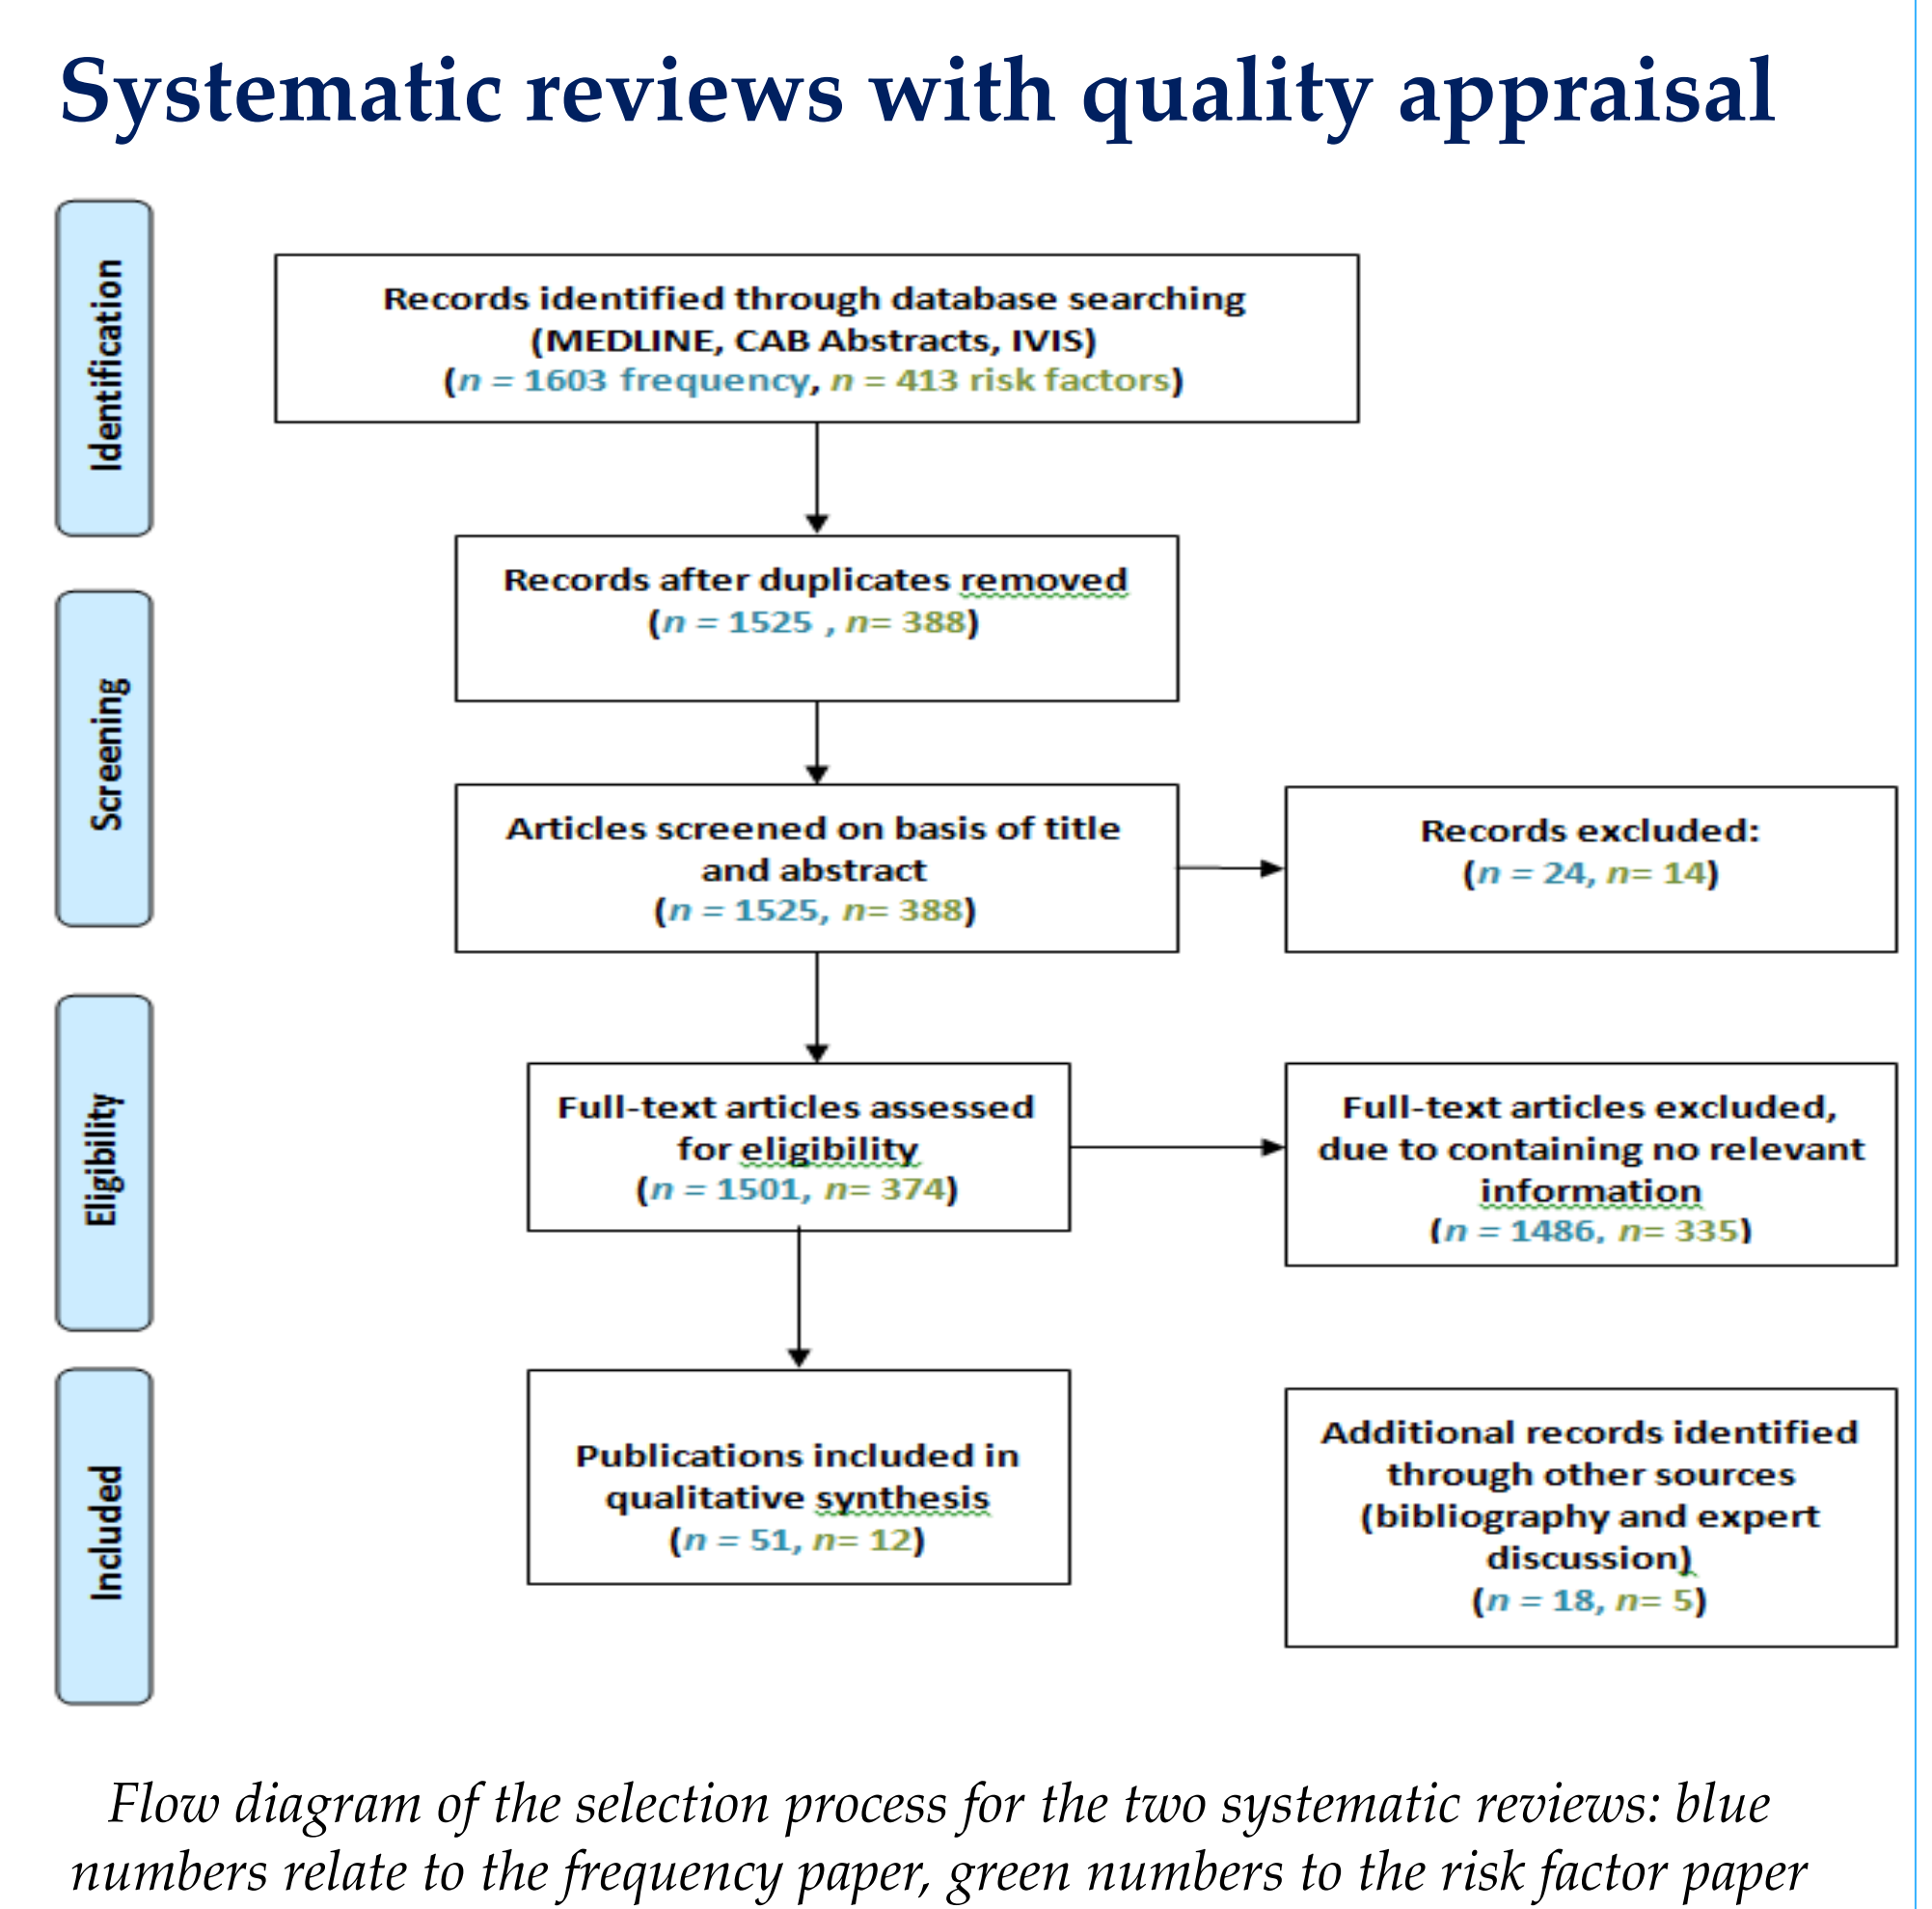 Systematic reviews with quality appraisal
Identification
Records identified through database searching
(MEDLINE, CAB Abstracts, IVIS)
(n = 1603 frequency, n = 413 risk factors)
Records after duplicates removed
(n = 1525 , n= 388)
Screening
Articles screened on basis of title
and abstract
(n = 1525, n= 388)
Records excluded:
(n = 24, n= 14)
Eligibility
Full-text articles assessed
for eligibility
(n = 1501, n= 374)
Full-text articles excluded,
due to containing no relevant
information
(n = 1486, n= 335)
Included
Publications included in
qualitative synthesis
(n = 51, n= 12)
Additional records identified
through other sources
(bibliography and expert
discussion)
(n = 18, n= 5)
Flow diagram of the selection process for the two systematic reviews: blue
numbers relate to the frequency paper, green numbers to the risk factor paper